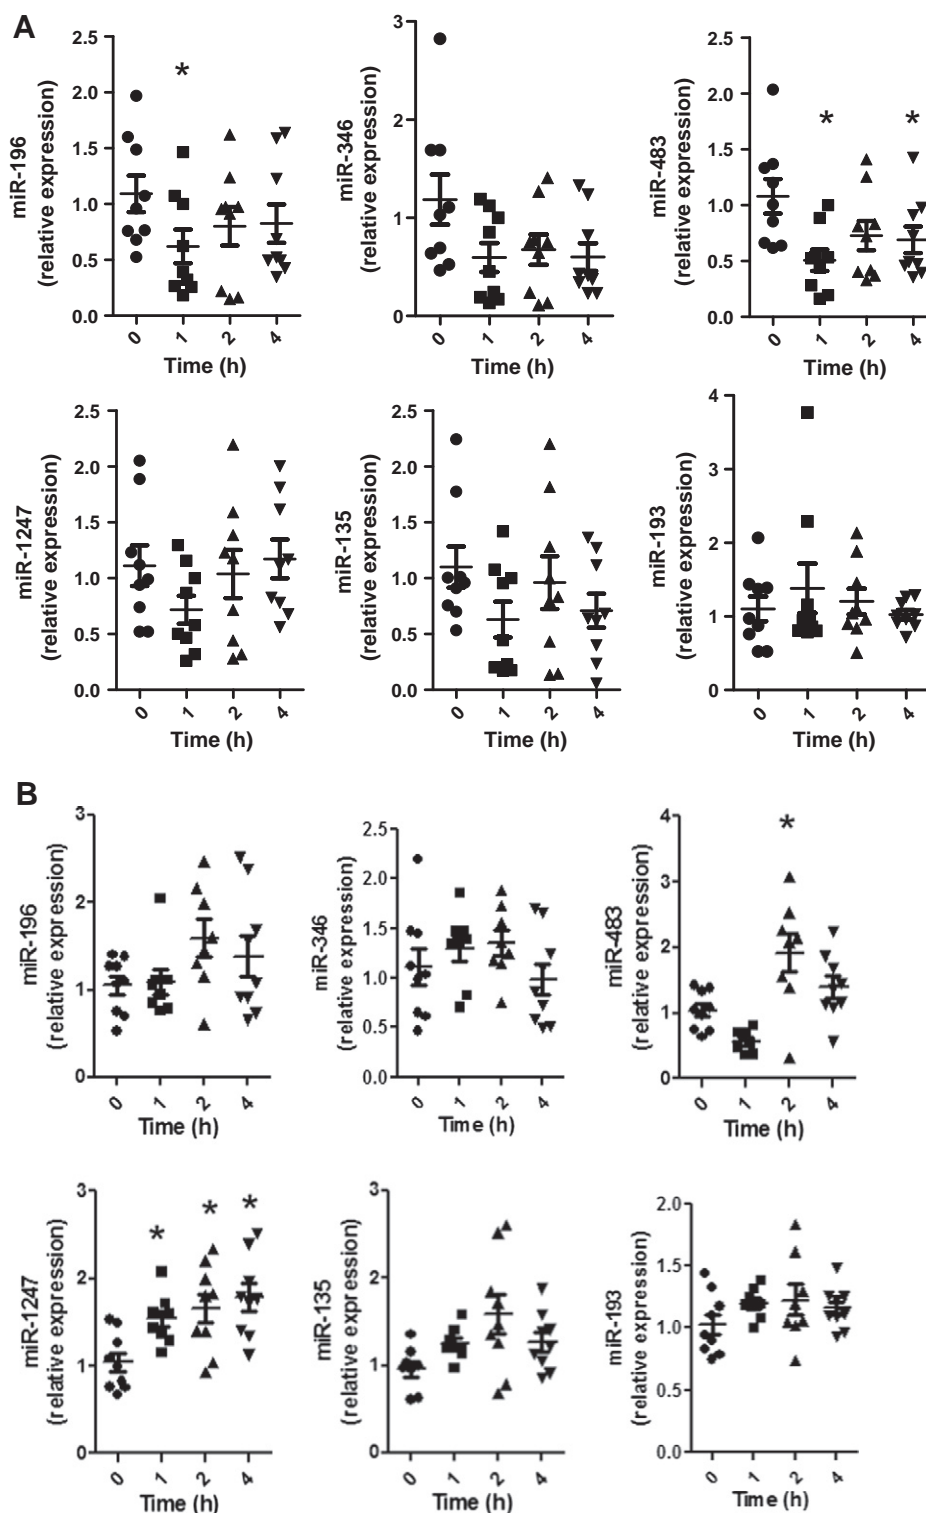 A
miR-196
(relative expression)
2.5
2.0
1.5
1.0
0.5
0.0
*
0 1 2 4
Time (h)
miR-346
(relative expression)
3
2
1
0
0 1 2 4
Time (h)
miR-483
(relative expression)
2.5
2.0
1.5
1.0
0.5
0.0
* *
0 1 2 4
Time (h)
miR-1247
(relative expression)
2.5
2.0
1.5
1.0
0.5
0.0
0 1 2 4
Time (h)
miR-135
(relative expression)
2.5
2.0
1.5
1.0
0.5
0.0
0 1 2 4
Time (h)
miR-193
(relative expression)
4
3
2
1
0
0 1 2 4
Time (h)
B
miR-196
(relative expression)
3
2
1
0
0 1 2 4
Time (h)
miR-346
(relative expression)
2.5
2.0
1.5
1.0
0.5
0.0
0 1 2 4
Time (h)
miR-483
(relative expression)
4
3
2
1
0
*
0 1 2 4
Time (h)
miR-1247
(relative expression)
3
2
1
0
* * *
0 1 2 4
Time (h)
miR-135
(relative expression)
3
2
1
0
0 1 2 4
Time (h)
miR-193
(relative expression)
2.0
1.5
1.0
0.5
0.0
0 1 2 4
Time (h)